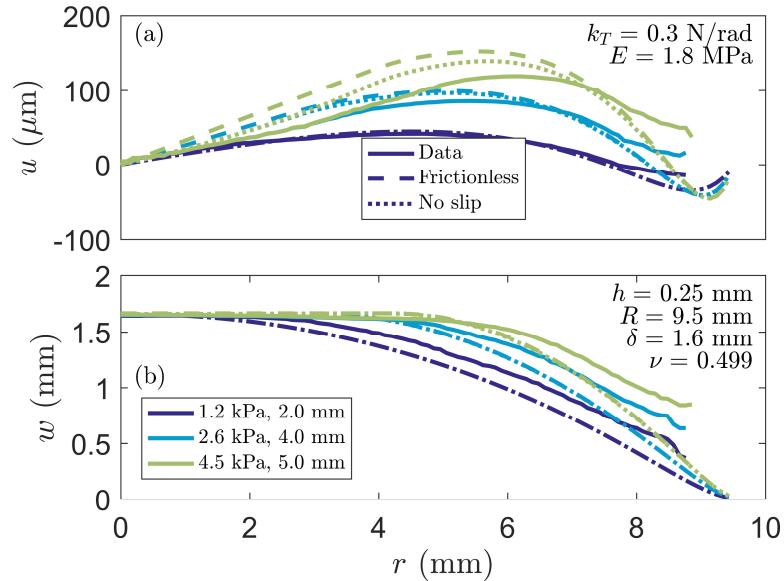 200
(a)
k_T = 0.3 N/rad
E = 1.8 MPa
100
u (μm)
Data
0
Frictionless
No slip
-100
2
h = 0.25 mm
R = 9.5 mm
1.5
δ = 1.6 mm
ν = 0.499
w (mm)
1
(b)
1.2 kPa, 2.0 mm
0.5
2.6 kPa, 4.0 mm
4.5 kPa, 5.0 mm
0
0 2 4 6 8 10
r (mm)